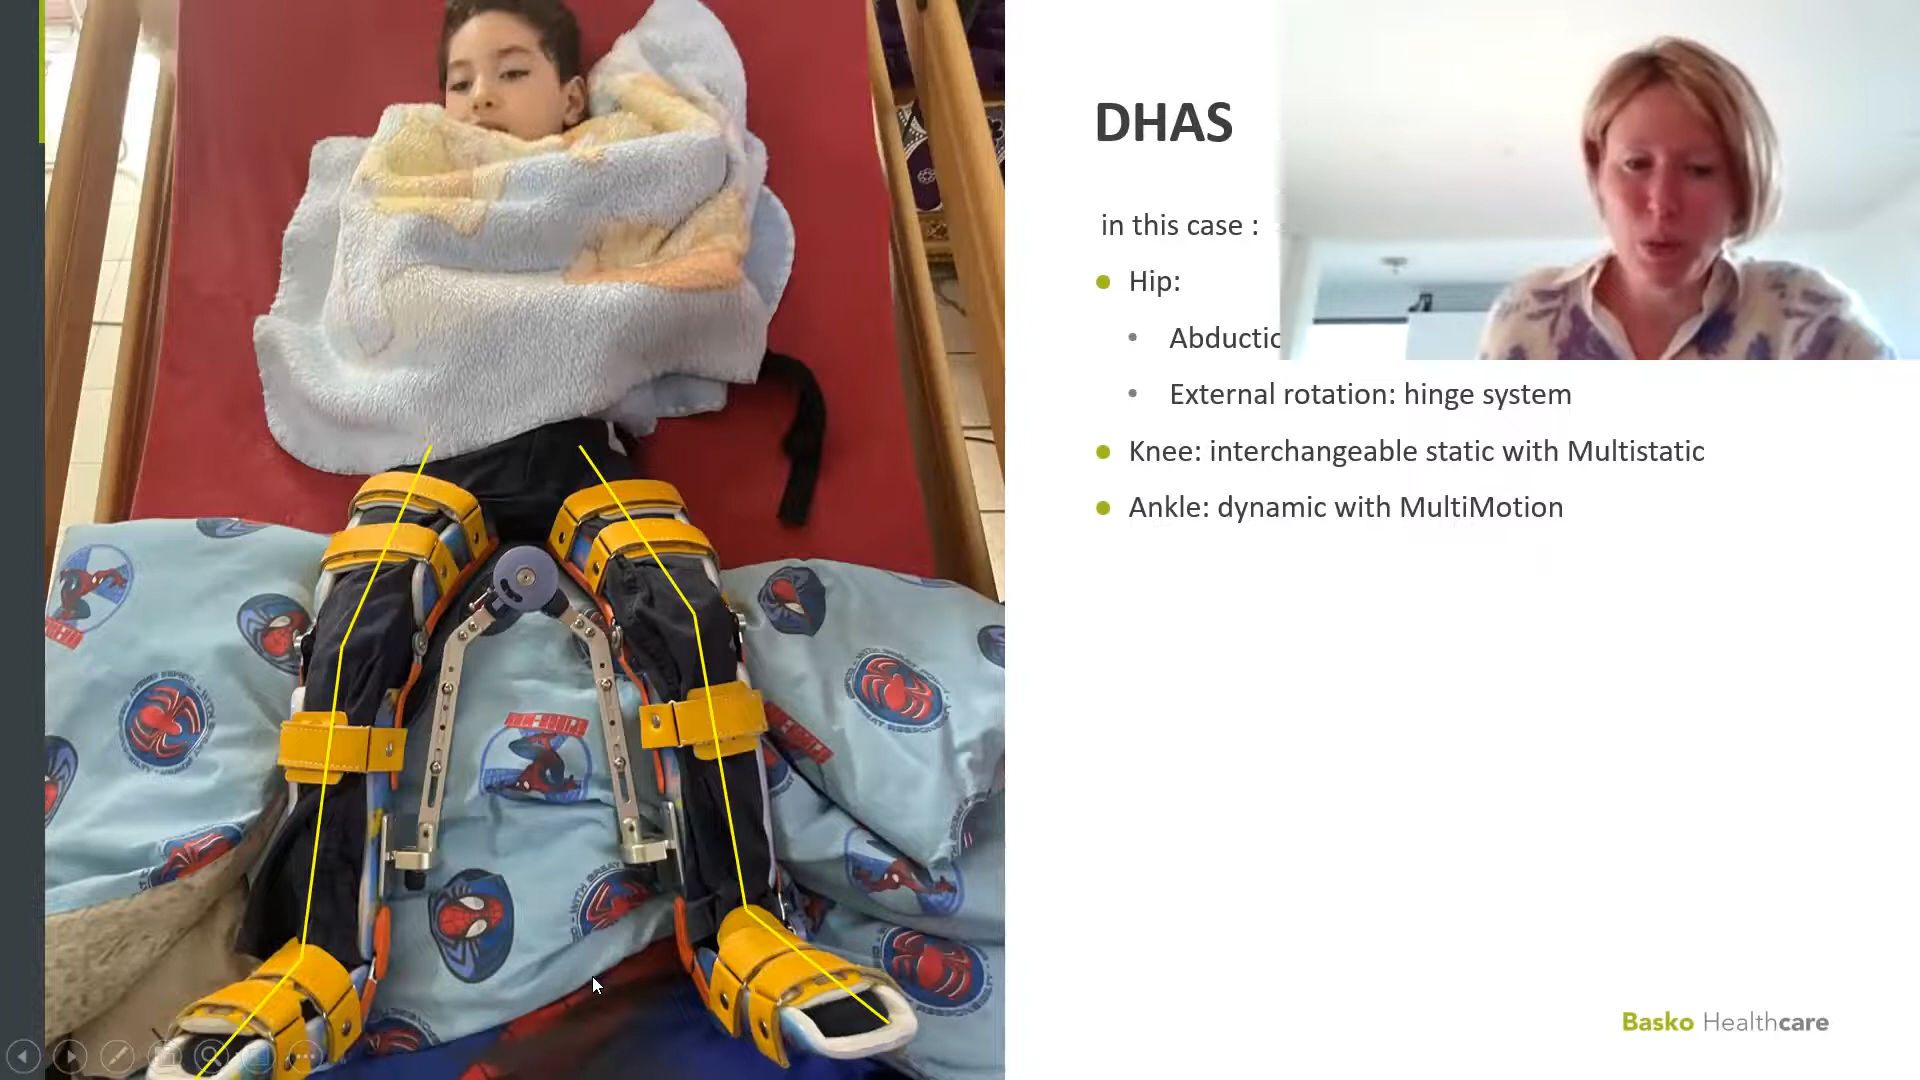 DHAS
in this case :
Hip:
Abductic
External rotation: hinge system
Knee: interchangeable static with Multistatic
Ankle: dynamic with MultiMotion
Basko Healthcare